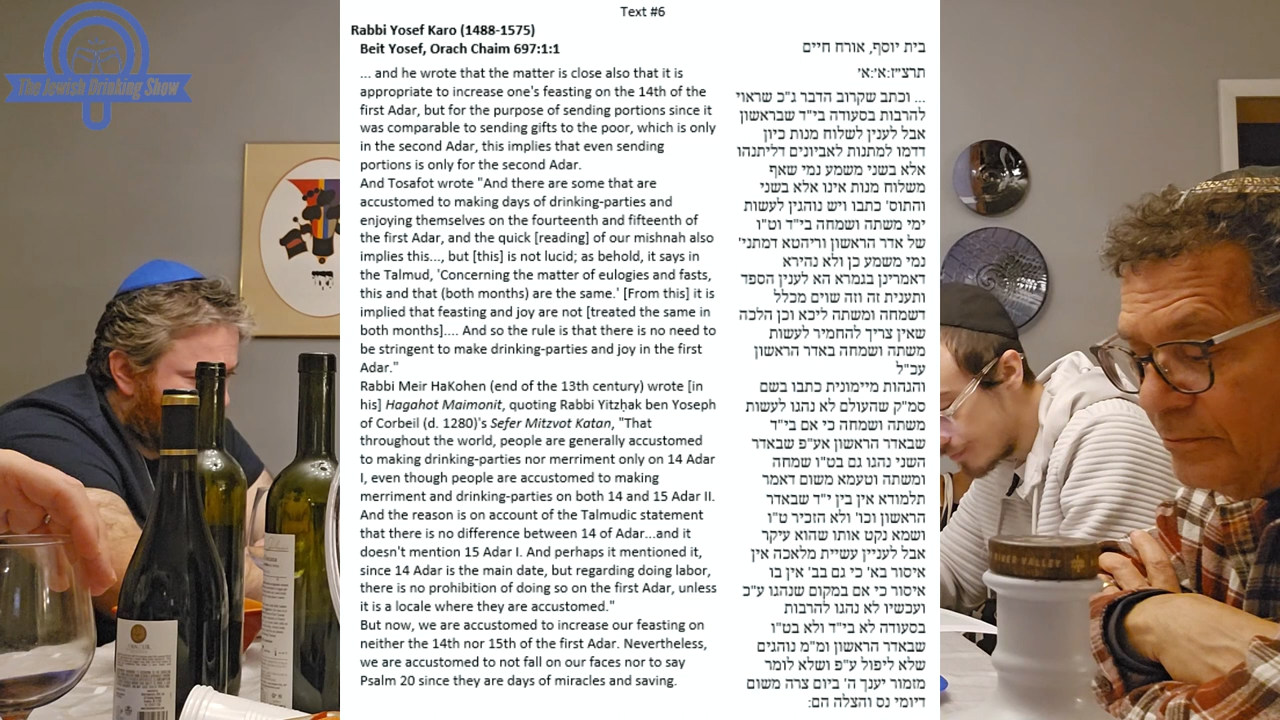 The Jewish Drinking Show
Text #6
Rabbi Yosef Karo (1488-1575)
Beit Yosef, Orach Chaim 697:1:1
... and he wrote that the matter is close also that it is
appropriate to increase one's feasting on the 14th of the
first Adar, but for the purpose of sending portions since it
was comparable to sending gifts to the poor, which is only
in the second Adar, this implies that even sending
portions is only for the second Adar.
And Tosafot wrote "And there are some that are
accustomed to making days of drinking-parties and
enjoying themselves on the fourteenth and fifteenth of
the first Adar, and the quick [reading] of our mishnah also
implies this..., but [this] is not lucid; as behold, it says in
the Talmud, 'Concerning the matter of eulogies and fasts,
this and that (both months) are the same.' [From this] it is
implied that feasting and joy are not [treated the same in
both months].... And so the rule is that there is no need to
be stringent to make drinking-parties and joy in the first
Adar."
Rabbi Meir HaKohen (end of the 13th century) wrote [in
his] Hagahot Maimonit, quoting Rabbi Yitzḥak ben Yoseph
of Corbeil (d. 1280)'s Sefer Mitzvot Katan, "That
throughout the world, people are generally accustomed
to making drinking-parties nor merriment only on 14 Adar
I, even though people are accustomed to making
merriment and drinking-parties on both 14 and 15 Adar II.
And the reason is on account of the Talmudic statement
that there is no difference between 14 of Adar...and it
doesn't mention 15 Adar I. And perhaps it mentioned it,
since 14 Adar is the main date, but regarding doing labor,
there is no prohibition of doing so on the first Adar, unless
it is a locale where they are accustomed."
But now, we are accustomed to increase our feasting on
neither the 14th nor 15th of the first Adar. Nevertheless,
we are accustomed to not fall on our faces nor to say
Psalm 20 since they are days of miracles and saving.
בית יוסף, אורח חיים
תרצ״ז:א׳:א׳
... וכתב שקרוב הדבר ג"כ שראוי
להרבות בסעודה בי"ד שבראשון
אבל לענין לשלוח מנות כיון
דדמו למתנות לאביונים דליתנהו
אלא בשני משמע נמי שאף
משלוח מנות אינו אלא בשני
והתוס' כתבו ויש נוהגין לעשות
ימי משתה ושמחה בי"ד וט"ו
של אדר הראשון וריהטא דמתני'
נמי משמע כן ולא נהירא
דאמרינן בגמרא הא לענין הספד
ותענית זה וזה שוים מכלל
דשמחה ומשתה ליכא וכן הלכה
שאין צריך להחמיר לעשות
משתה ושמחה באדר הראשון
עכ"ל
והגהות מיימונית כתבו בשם
סמ"ק שהעולם לא נהגו לעשות
משתה ושמחה כי אם בי"ד
שבאדר הראשון אע"פ שבאדר
השני נהגו גם בט"ו שמחה
ומשתה וטעמא משום דאמר
תלמודא אין בין י"ד שבאדר
הראשון וכו' ולא הזכיר ט"ו
ושמא נקט אותו שהוא עיקר
אבל לעניין עשיית מלאכה אין
איסור בא' כי גם בב' אין בו
איסור כי אם במקום שנהגו ע"כ
ועכשיו לא נהגו להרבות
בסעודה לא בי"ד ולא בט"ו
שבאדר הראשון ומ"מ נוהגים
שלא ליפול ע"פ ושלא לומר
מזמור יענך ה' ביום צרה משום
דיומי נס והצלה הם: